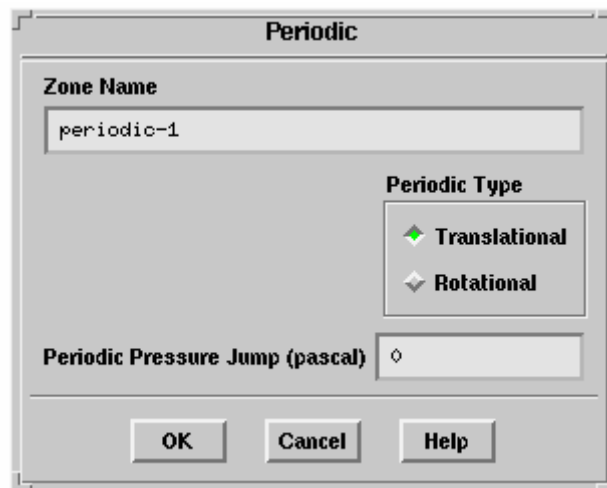 Periodic
Zone Name
periodic-1
Periodic Type
Translational
Rotational
Periodic Pressure Jump (pascal) 0
OK Cancel Help